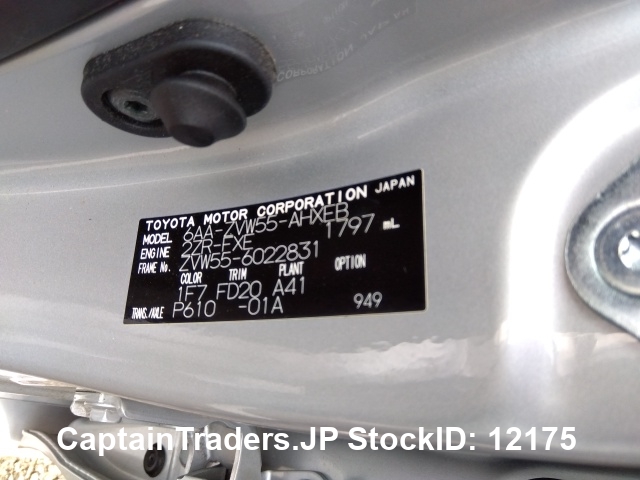 TOYOTA MOTOR CORPORATION JAPAN
MODEL 6AA-ZVW55-AHXEB
ENGINE 2ZR-FXE 1797 mL
FRAME No. ZVW55-6022831
COLOR TRIM PLANT OPTION
1F7 FD20 A41
TRANS./AXLE P610 -01A 949
CaptainTraders.JP StockID: 12175